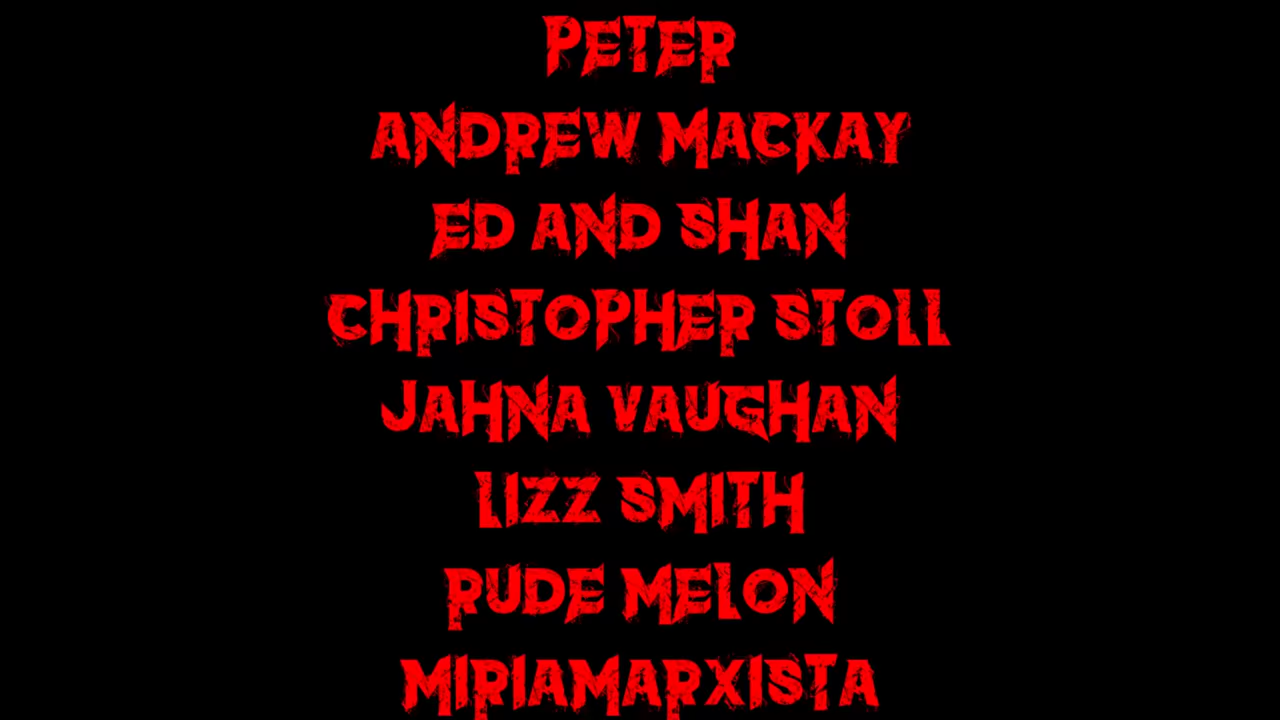 PETER
ANDREW MACKAY
ED AND SHAN
CHRISTOPHER STOLL
JAHNA VAUGHAN
LIZZ SMITH
RUDE MELON
MIRIAMARXISTA